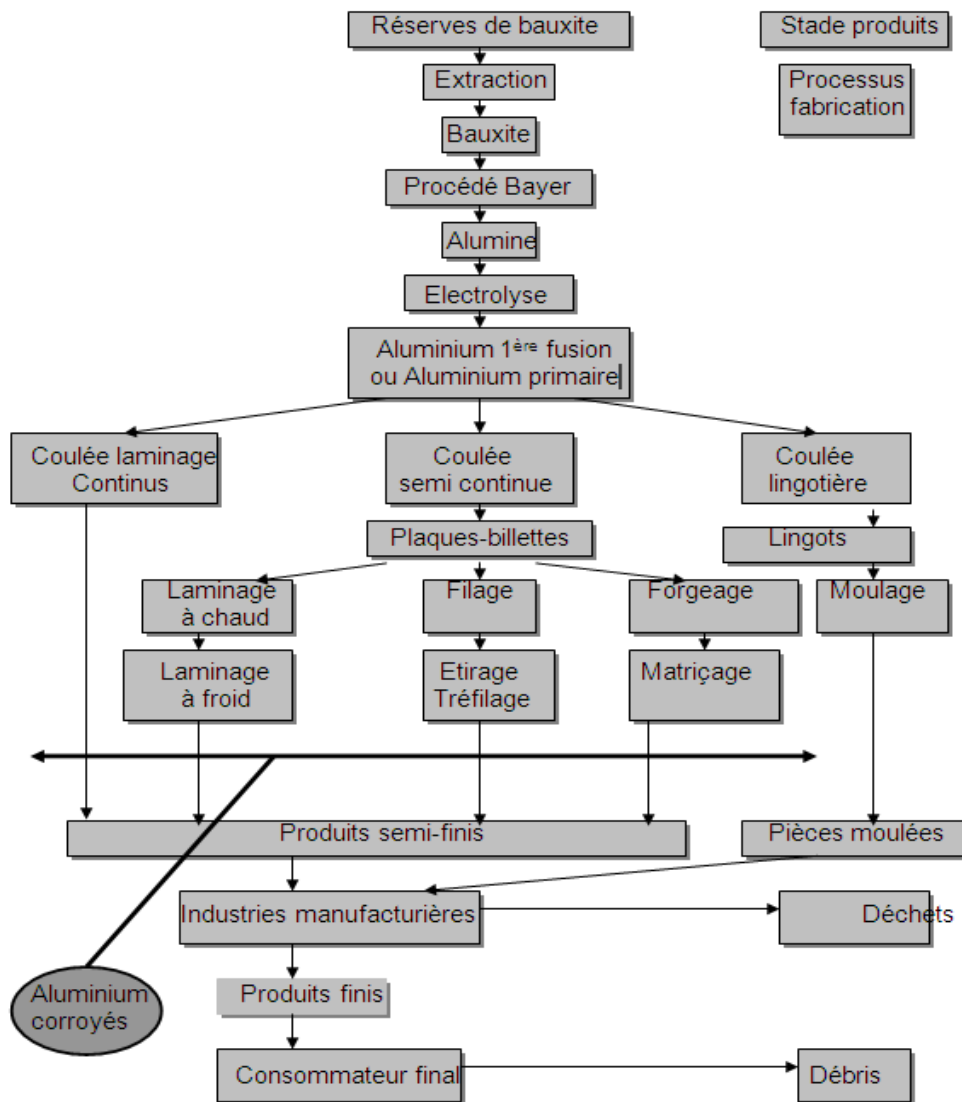 Réserves de bauxite
Stade produits
Extraction
Processus
fabrication
Bauxite
Procédé Bayer
Alumine
Electrolyse
Aluminium 1ère fusion
ou Aluminium primaire
Coulée laminage
Continus
Coulée
semi continue
Coulée
lingotière
Plaques-billettes
Lingots
Laminage
à chaud
Filage
Forgeage
Moulage
Laminage
à froid
Etirage
Tréfilage
Matriçage
Produits semi-finis
Pièces moulées
Industries manufacturières
Déchets
Aluminium
corroyés
Produits finis
Consommateur final
Débris